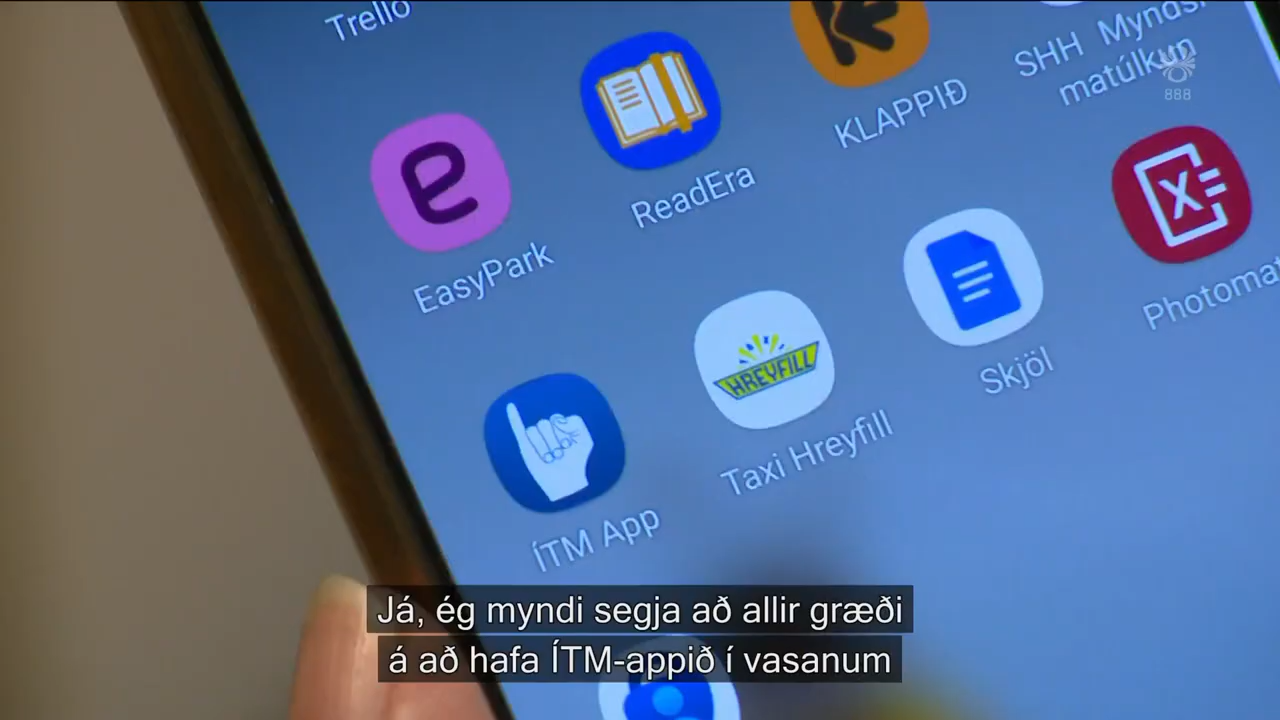 Trello
SHH Myndsí
matúlkun
888
KLAPPIÐ
ReadEra
EasyPark
X
Photomat
Skjöl
HREYFILL
Taxi Hreyfill
ÍTM App
Já, ég myndi segja að allir græði
á að hafa ÍTM-appið í vasanum